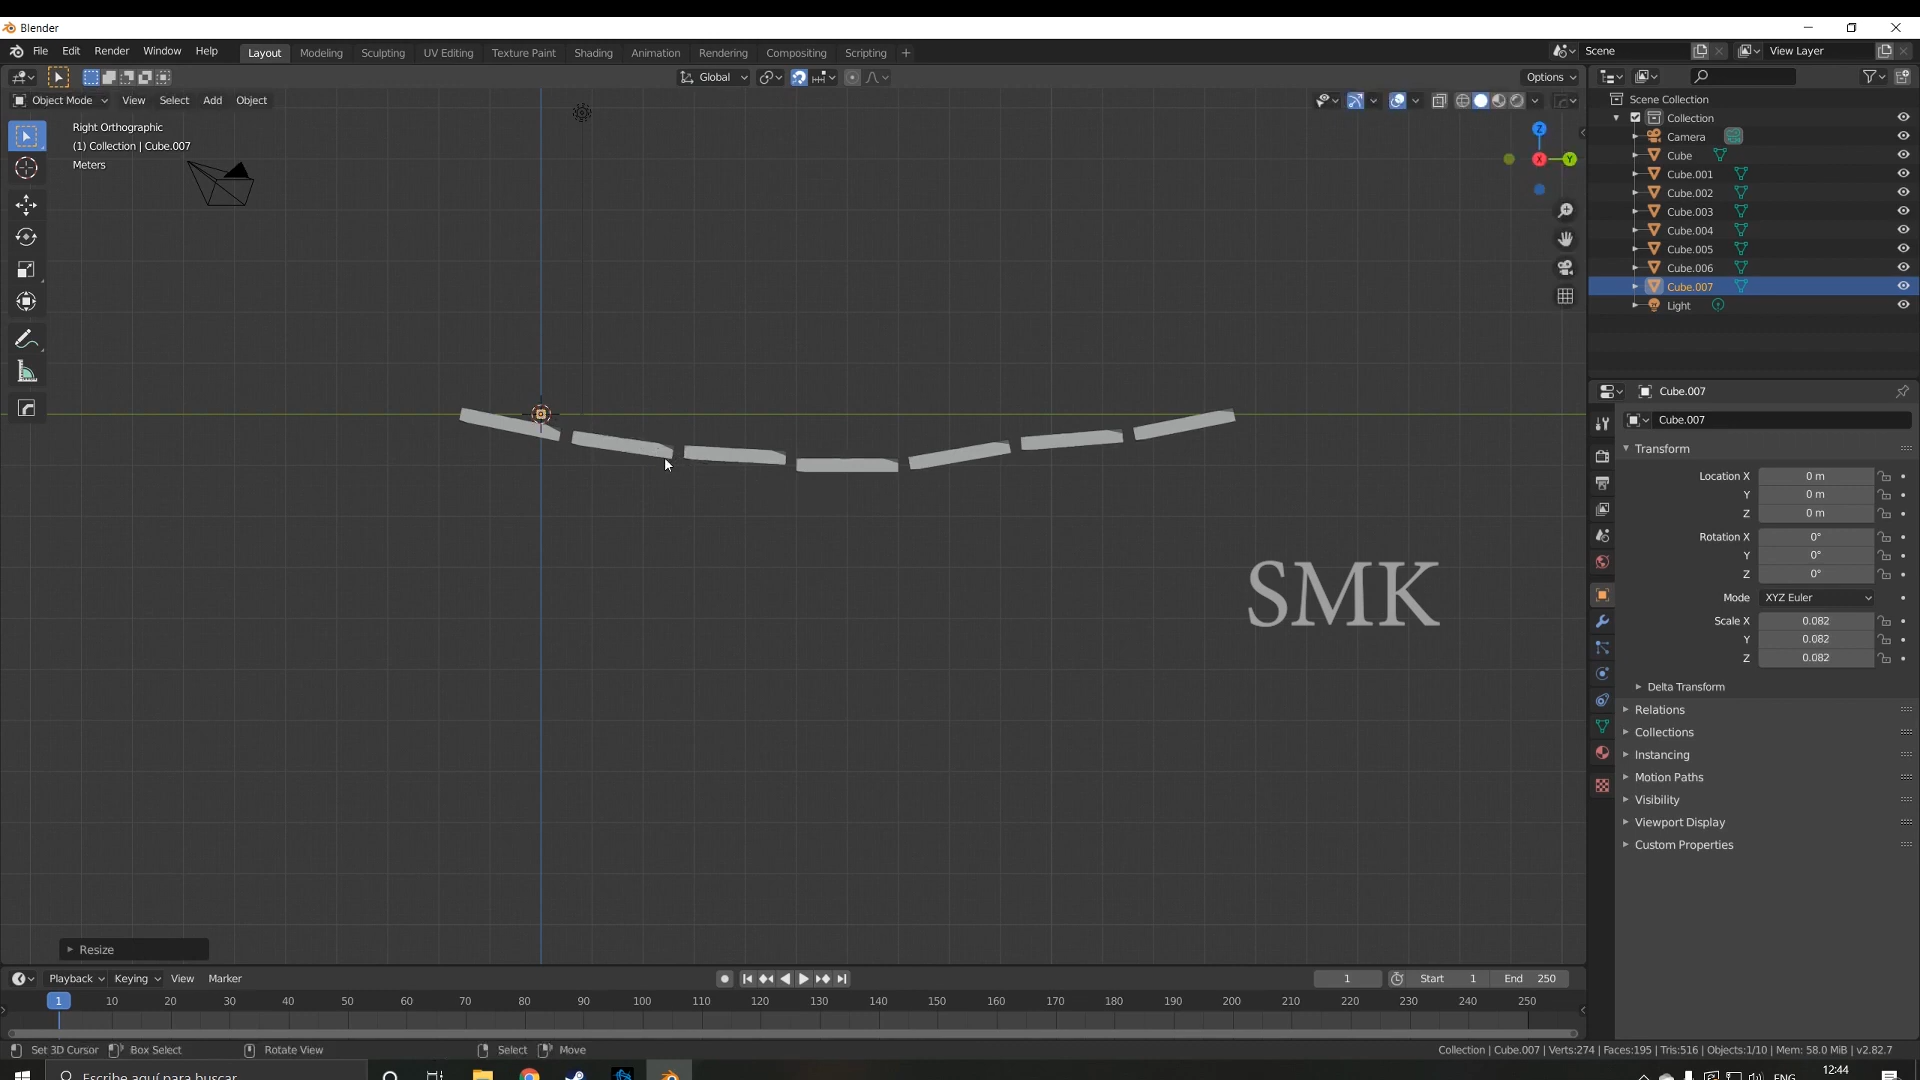 Blender
File Edit Render Window Help Layout Modeling Sculpting UV Editing Texture Paint Shading Animation Rendering Compositing Scripting + Scene View Layer
Global Options
Object Mode View Select Add Object
Right Orthographic
(1) Collection | Cube.007
Meters
Z
X
Y
Scene Collection
Collection
Camera
Cube
Cube.001
Cube.002
Cube.003
Cube.004
Cube.005
Cube.006
Cube.007
Light
Cube.007
Cube.007
Transform
Location X 0 m
Y 0 m
Z 0 m
Rotation X 0°
Y 0°
Z 0°
Mode XYZ Euler
Scale X 0.082
Y 0.082
Z 0.082
Delta Transform
Relations
Collections
Instancing
Motion Paths
Visibility
Viewport Display
Custom Properties
SMK
Resize
Playback Keying View Marker 1 Start 1 End 250
1 10 20 30 40 50 60 70 80 90 100 110 120 130 140 150 160 170 180 190 200 210 220 230 240 250
Set 3D Cursor Box Select Rotate View Select Move Collection | Cube.007 | Verts:274 | Faces:195 | Tris:516 | Objects:1/10 | Mem: 58.0 MiB | v2.82.7
Escribe aquí para buscar ENG 12:44